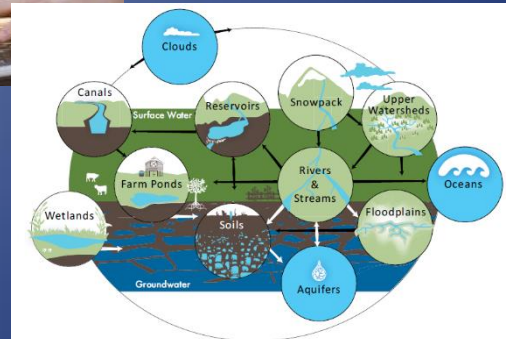 Clouds
Canals
Surface Water
Reservoirs
Snowpack
Upper
Watersheds
Farm Ponds
Rivers
&
Streams
Oceans
Wetlands
Soils
Floodplains
Aquifers
Groundwater